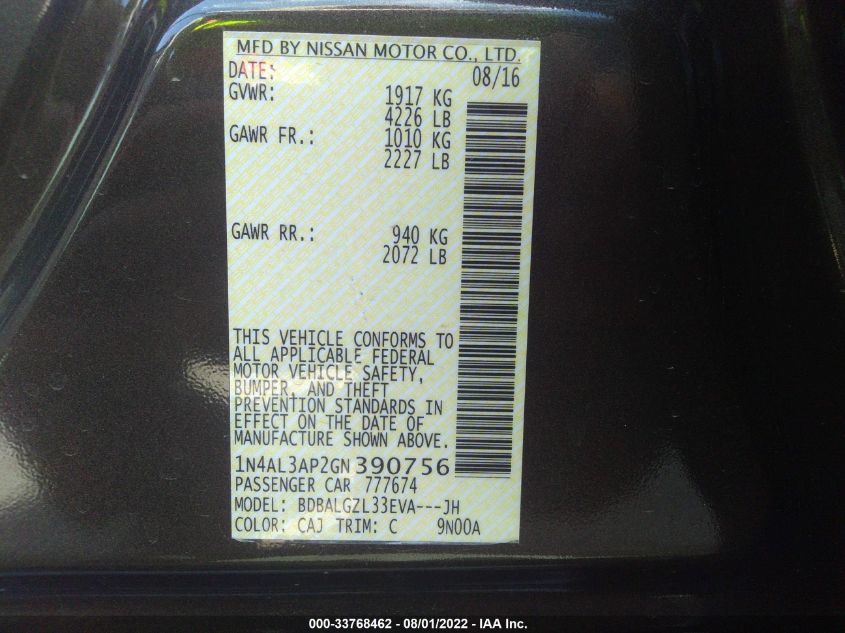 MFD BY NISSAN MOTOR CO., LTD.
DATE: 08/16
GVWR: 1917 KG
4226 LB
GAWR FR.: 1010 KG
2227 LB
GAWR RR.: 940 KG
2072 LB
THIS VEHICLE CONFORMS TO
ALL APPLICABLE FEDERAL
MOTOR VEHICLE SAFETY,
BUMPER, AND THEFT
PREVENTION STANDARDS IN
EFFECT ON THE DATE OF
MANUFACTURE SHOWN ABOVE.
1N4AL3AP2GN390756
PASSENGER CAR 777674
MODEL: BDBALGZL33EVA---JH
COLOR: CAJ TRIM: C 9N00A
000-33768462 - 08/01/2022 - IAA Inc.